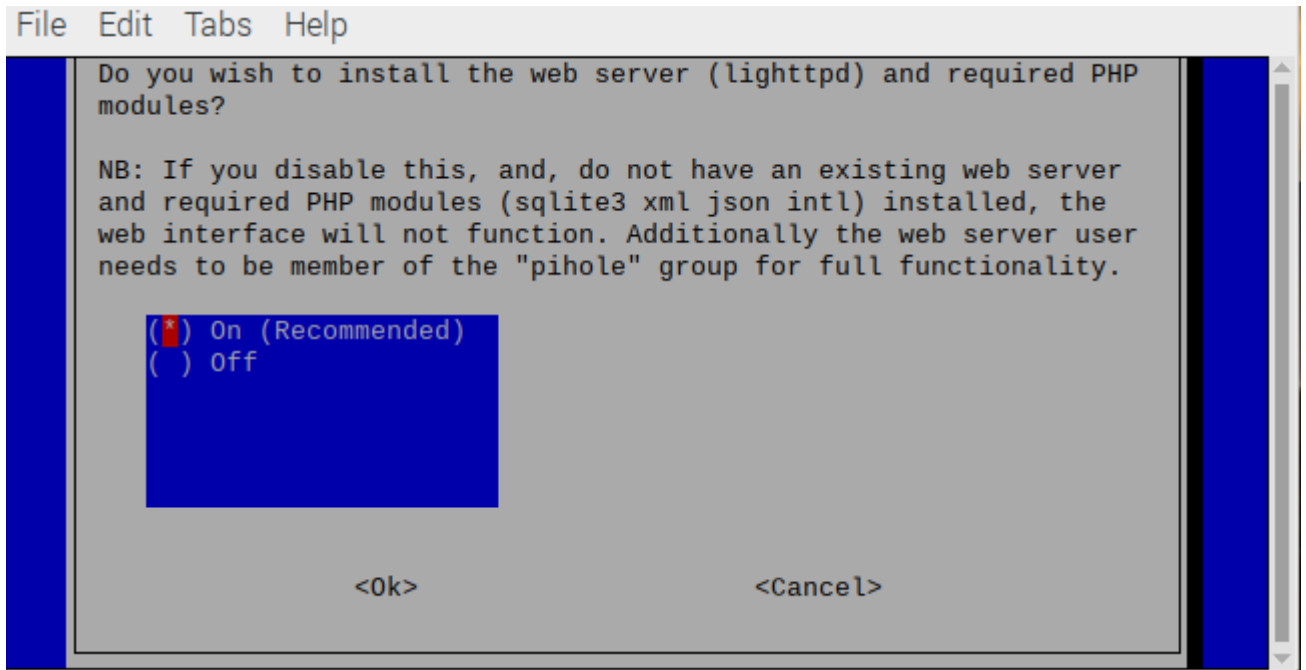 File Edit Tabs Help
Do you wish to install the web server (lighttpd) and required PHP
modules?
NB: If you disable this, and, do not have an existing web server
and required PHP modules (sqlite3 xml json intl) installed, the
web interface will not function. Additionally the web server user
needs to be member of the "pihole" group for full functionality.
(*) On (Recommended)
( ) Off
<Ok> <Cancel>